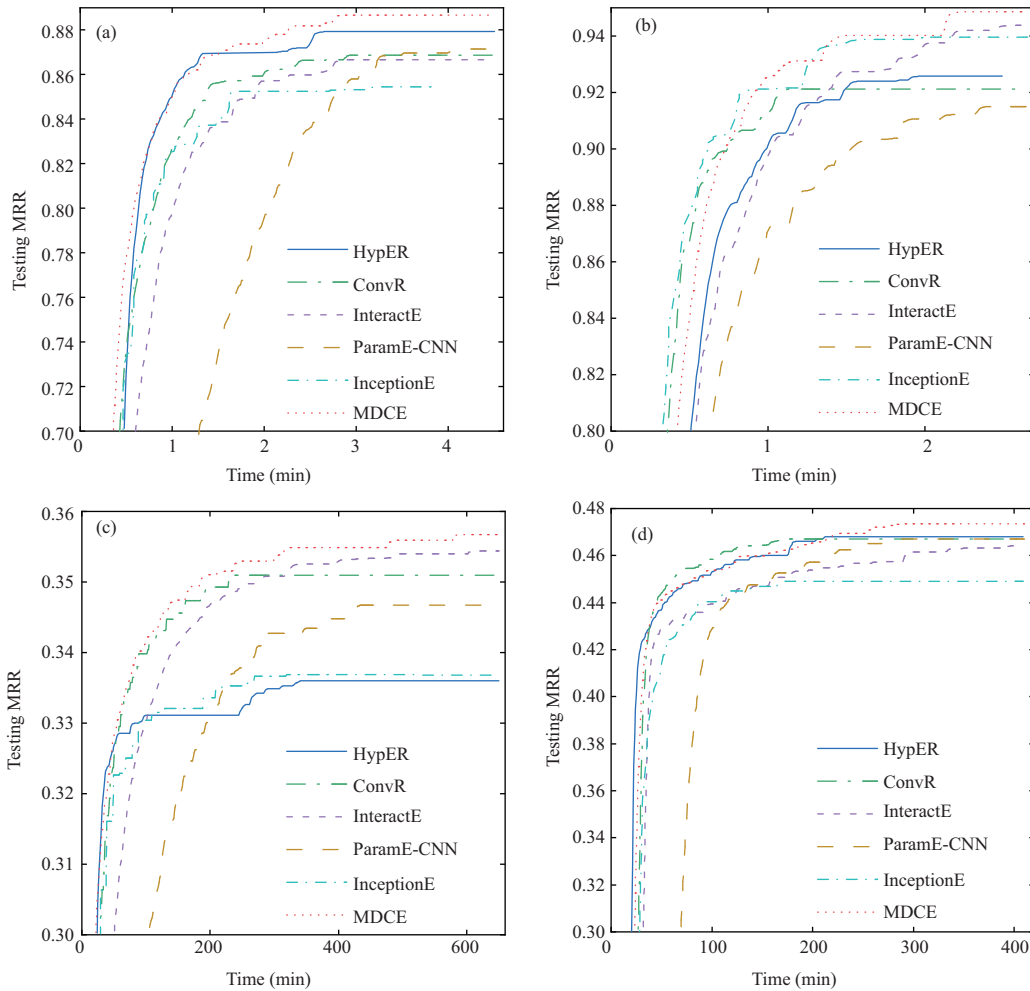 (a)
Testing MRR
0.88
0.86
0.84
0.82
0.80
0.78
0.76
0.74
0.72
0.70
0
1
2
3
4
Time (min)
HypER
ConvR
InteractE
ParamE-CNN
InceptionE
MDCE
(b)
Testing MRR
0.94
0.92
0.90
0.88
0.86
0.84
0.82
0.80
0
1
2
Time (min)
HypER
ConvR
InteractE
ParamE-CNN
InceptionE
MDCE
(c)
Testing MRR
0.36
0.35
0.34
0.33
0.32
0.31
0.30
0
200
400
600
Time (min)
HypER
ConvR
InteractE
ParamE-CNN
InceptionE
MDCE
(d)
Testing MRR
0.48
0.46
0.44
0.42
0.40
0.30
0.38
0.36
0.34
0.32
0.30
0
100
200
300
400
Time (min)
HypER
ConvR
InteractE
ParamE-CNN
InceptionE
MDCE